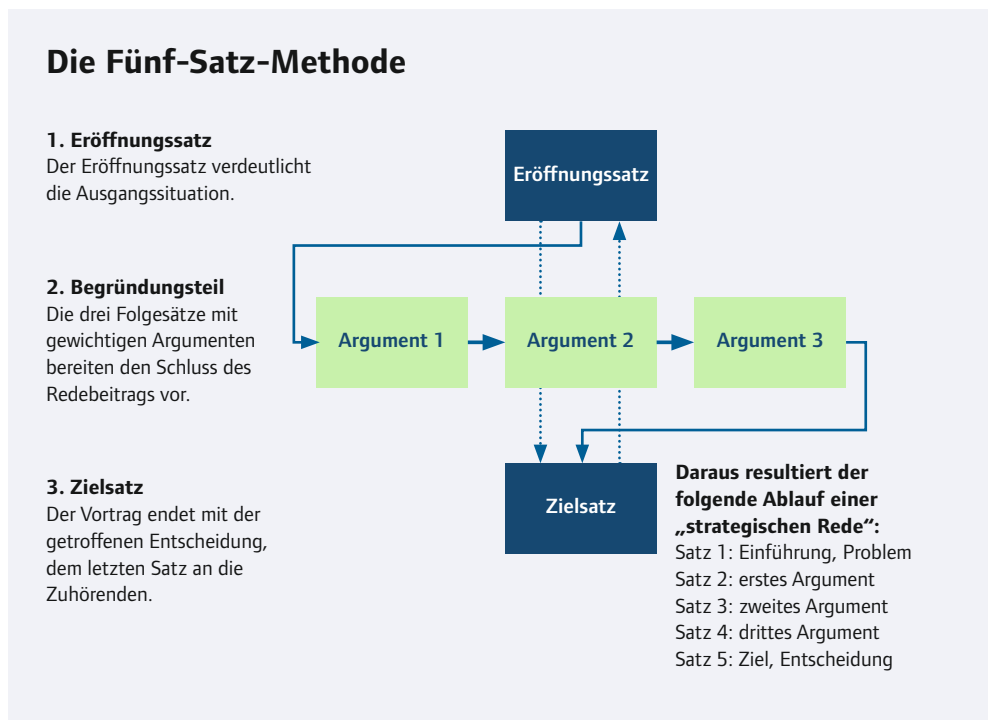 Die Fünf-Satz-Methode
1. Eröffnungssatz
Der Eröffnungssatz verdeutlicht
die Ausgangssituation.
Eröffnungssatz
2. Begründungsteil
Die drei Folgesätze mit
gewichtigen Argumenten
bereiten den Schluss des
Redebeitrags vor.
Argument 1
Argument 2
Argument 3
3. Zielsatz
Der Vortrag endet mit der
getroffenen Entscheidung,
dem letzten Satz an die
Zuhörenden.
Zielsatz
Daraus resultiert der
folgende Ablauf einer
„strategischen Rede“:
Satz 1: Einführung, Problem
Satz 2: erstes Argument
Satz 3: zweites Argument
Satz 4: drittes Argument
Satz 5: Ziel, Entscheidung